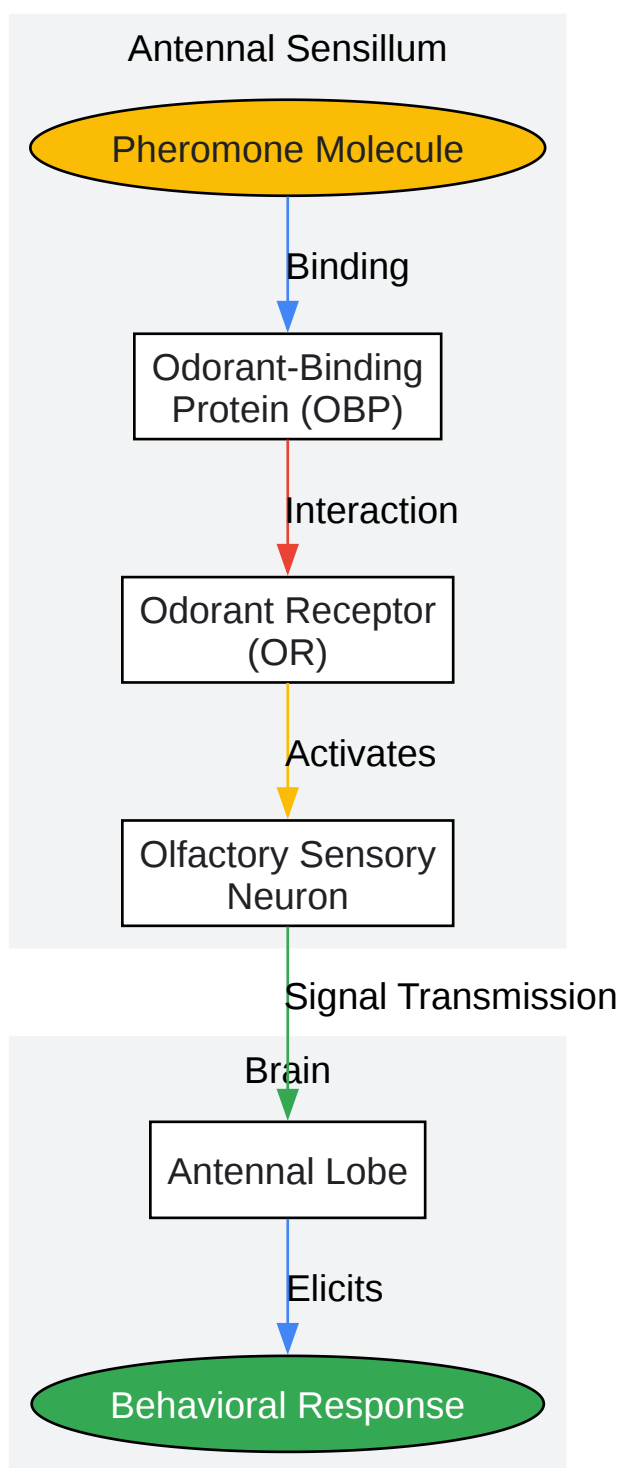 Antennal Sensillum
Pheromone Molecule
Binding
Odorant-Binding
Protein (OBP)
Interaction
Odorant Receptor
(OR)
Activates
Olfactory Sensory
Neuron
Signal Transmission
Brain
Antennal Lobe
Elicits
Behavioral Response